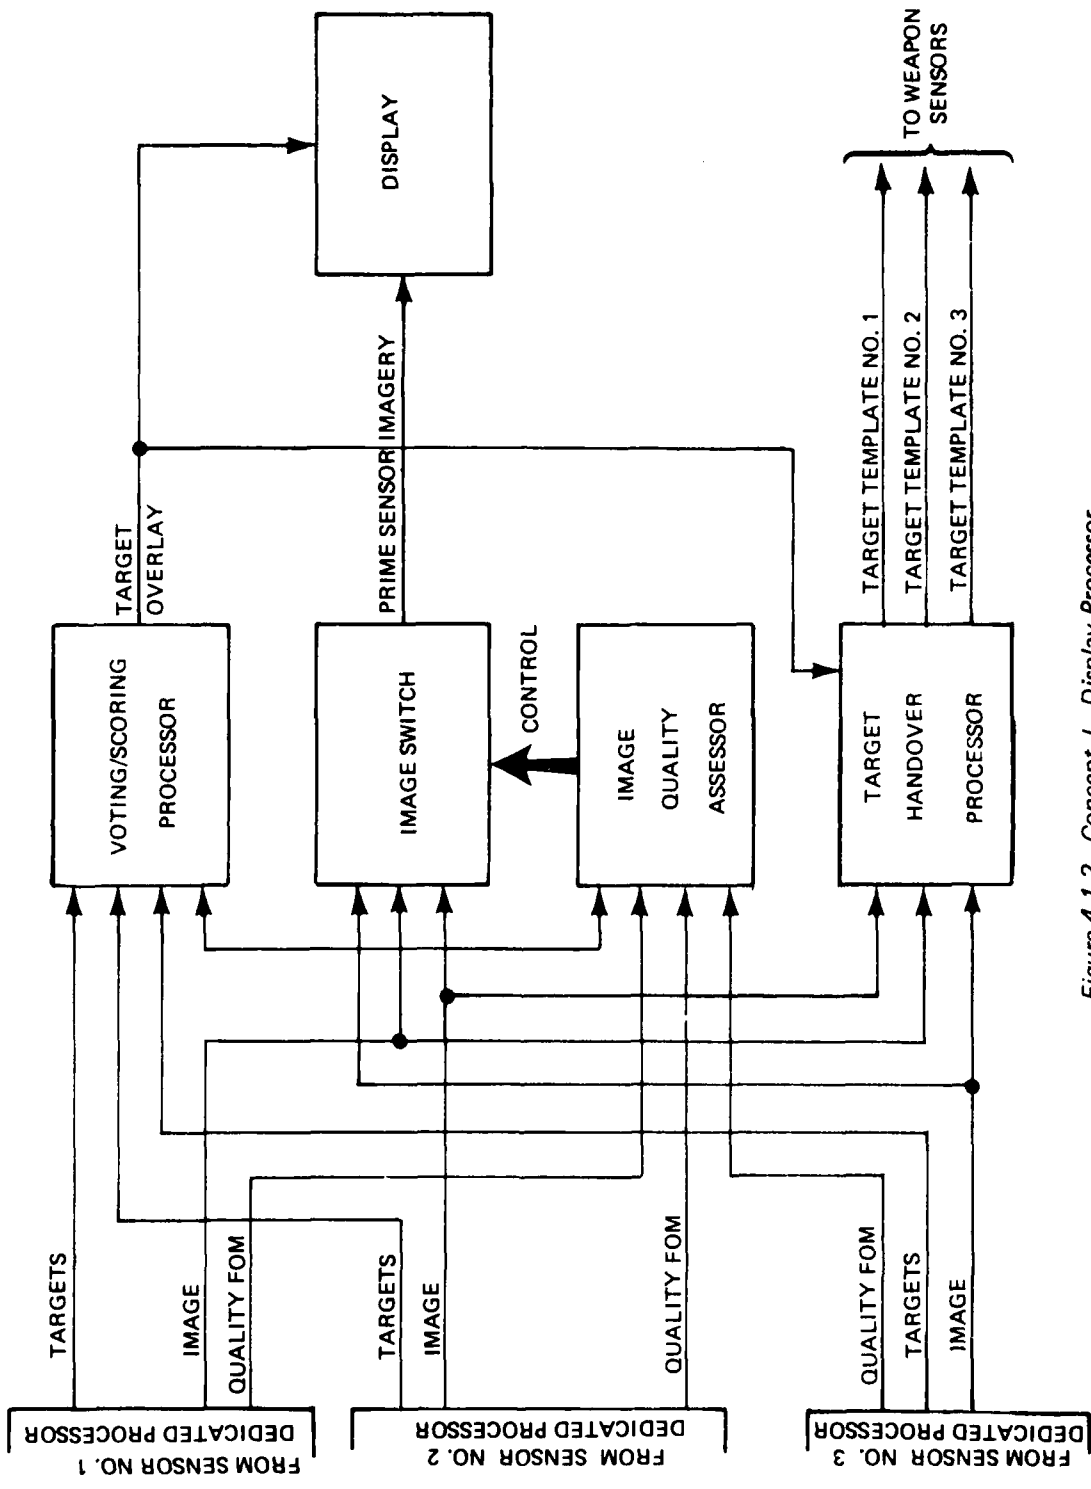 FROM SENSOR NO. 1
DEDICATED PROCESSOR
TARGETS
IMAGE
QUALITY FOM
FROM SENSOR NO. 2
DEDICATED PROCESSOR
TARGETS
IMAGE
QUALITY FOM
FROM SENSOR NO. 3
DEDICATED PROCESSOR
QUALITY FOM
TARGETS
IMAGE
VOTING/SCORING
PROCESSOR
IMAGE SWITCH
CONTROL
IMAGE
QUALITY
ASSESSOR
TARGET
HANDOVER
PROCESSOR
TARGET
OVERLAY
PRIME SENSOR IMAGERY
DISPLAY
TARGET TEMPLATE NO. 1
TARGET TEMPLATE NO. 2
TARGET TEMPLATE NO. 3
TO WEAPON
SENSORS
Figure 4.1.2 Concept I Display Processor